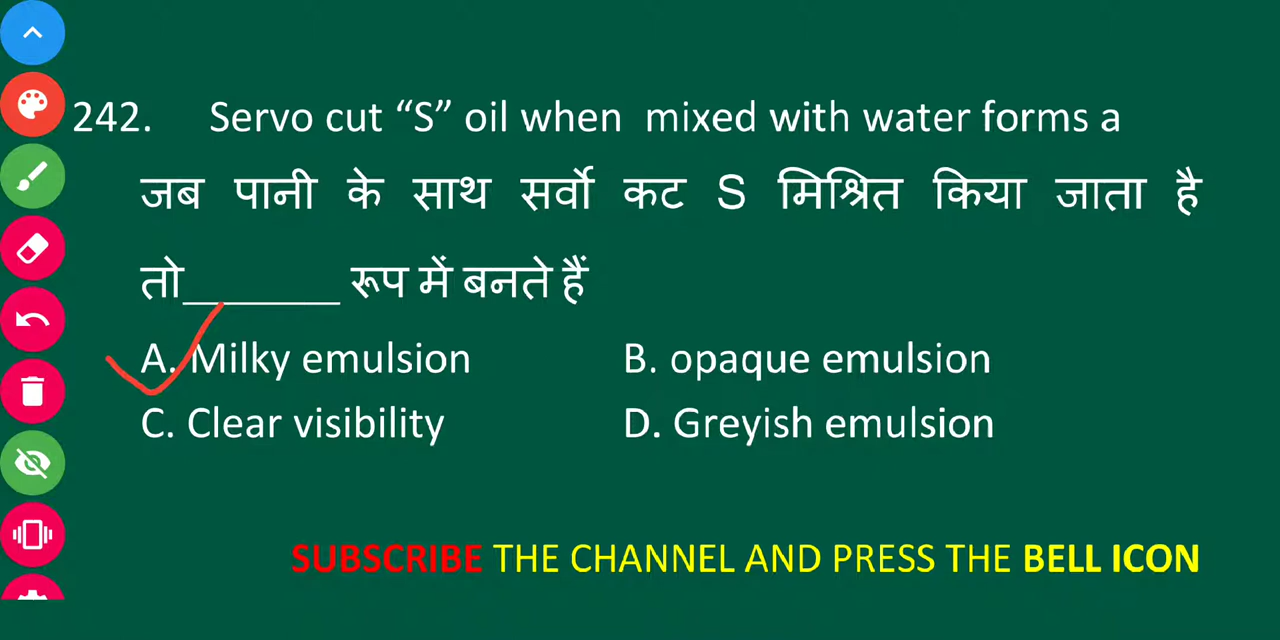 242. Servo cut “S” oil when mixed with water forms a
जब पानी के साथ सर्वो कट S मिश्रित किया जाता है
तो_______ रूप में बनते हैं
A. Milky emulsion B. opaque emulsion
C. Clear visibility D. Greyish emulsion
SUBSCRIBE THE CHANNEL AND PRESS THE BELL ICON